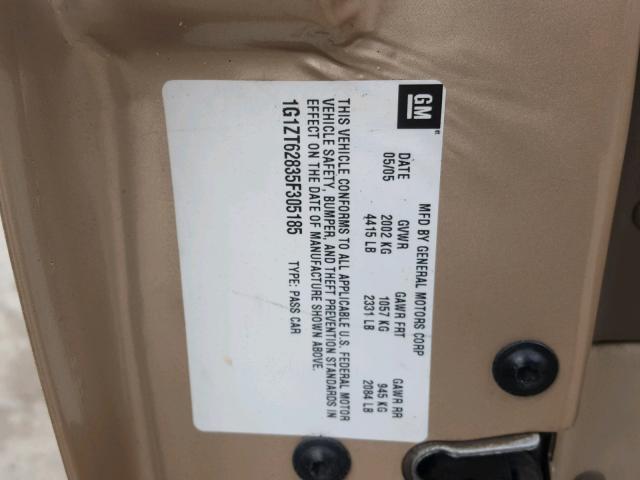 GM
MFD BY GENERAL MOTORS CORP
DATE GVWR GAWR FRT GAWR RR
05/05 2002 KG 1057 KG 945 KG
4415 LB 2331 LB 2084 LB
THIS VEHICLE CONFORMS TO ALL APPLICABLE U.S. FEDERAL MOTOR
VEHICLE SAFETY, BUMPER, AND THEFT PREVENTION STANDARDS IN
EFFECT ON THE DATE OF MANUFACTURE SHOWN ABOVE.
1G1ZT62835F305185 TYPE: PASS CAR